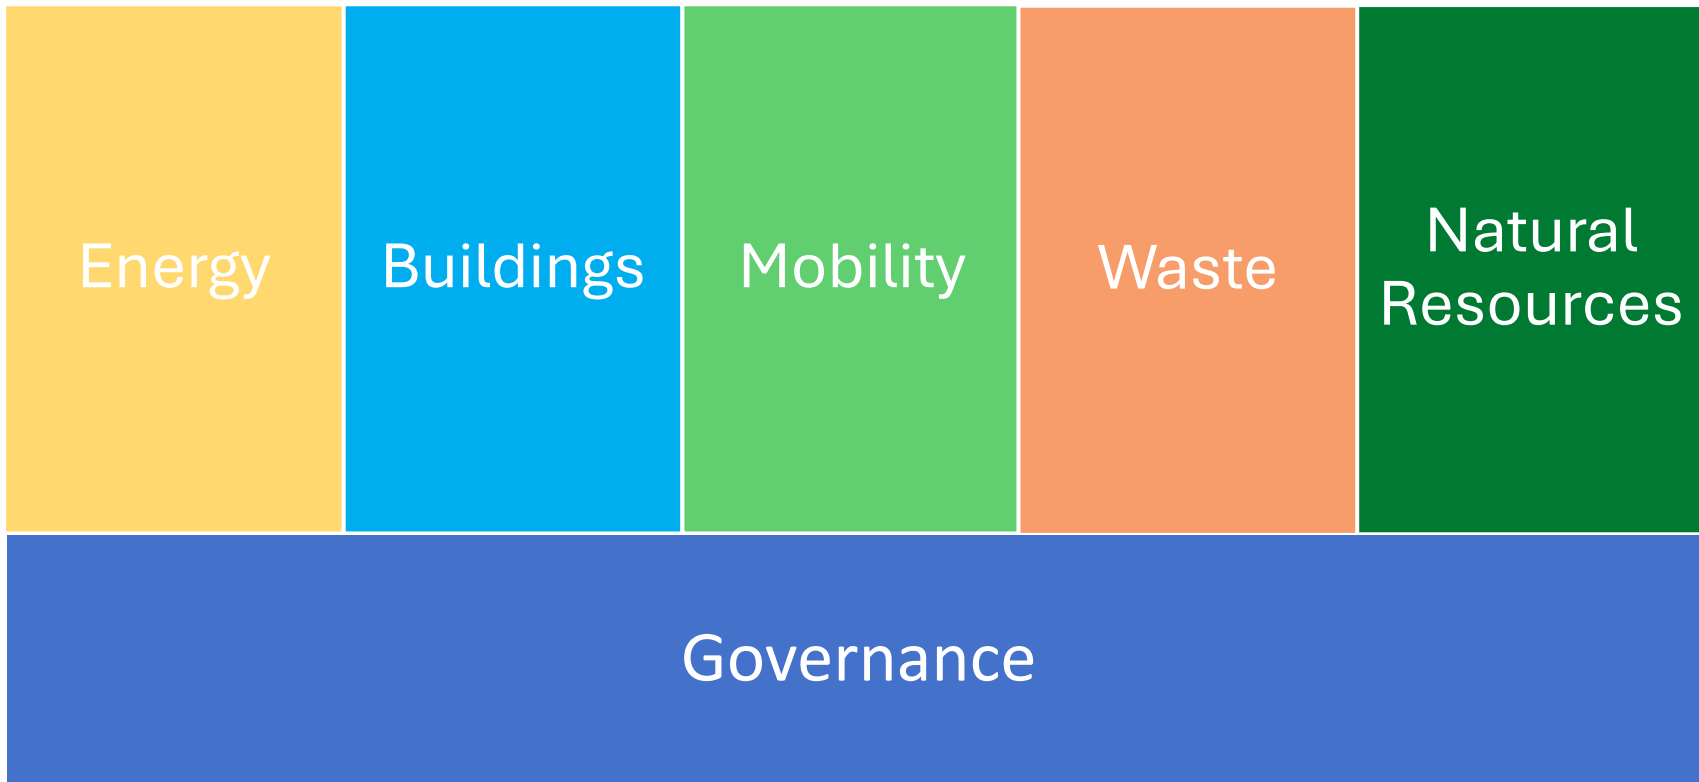 Energy
Buildings
Mobility
Waste
Natural
Resources
Governance